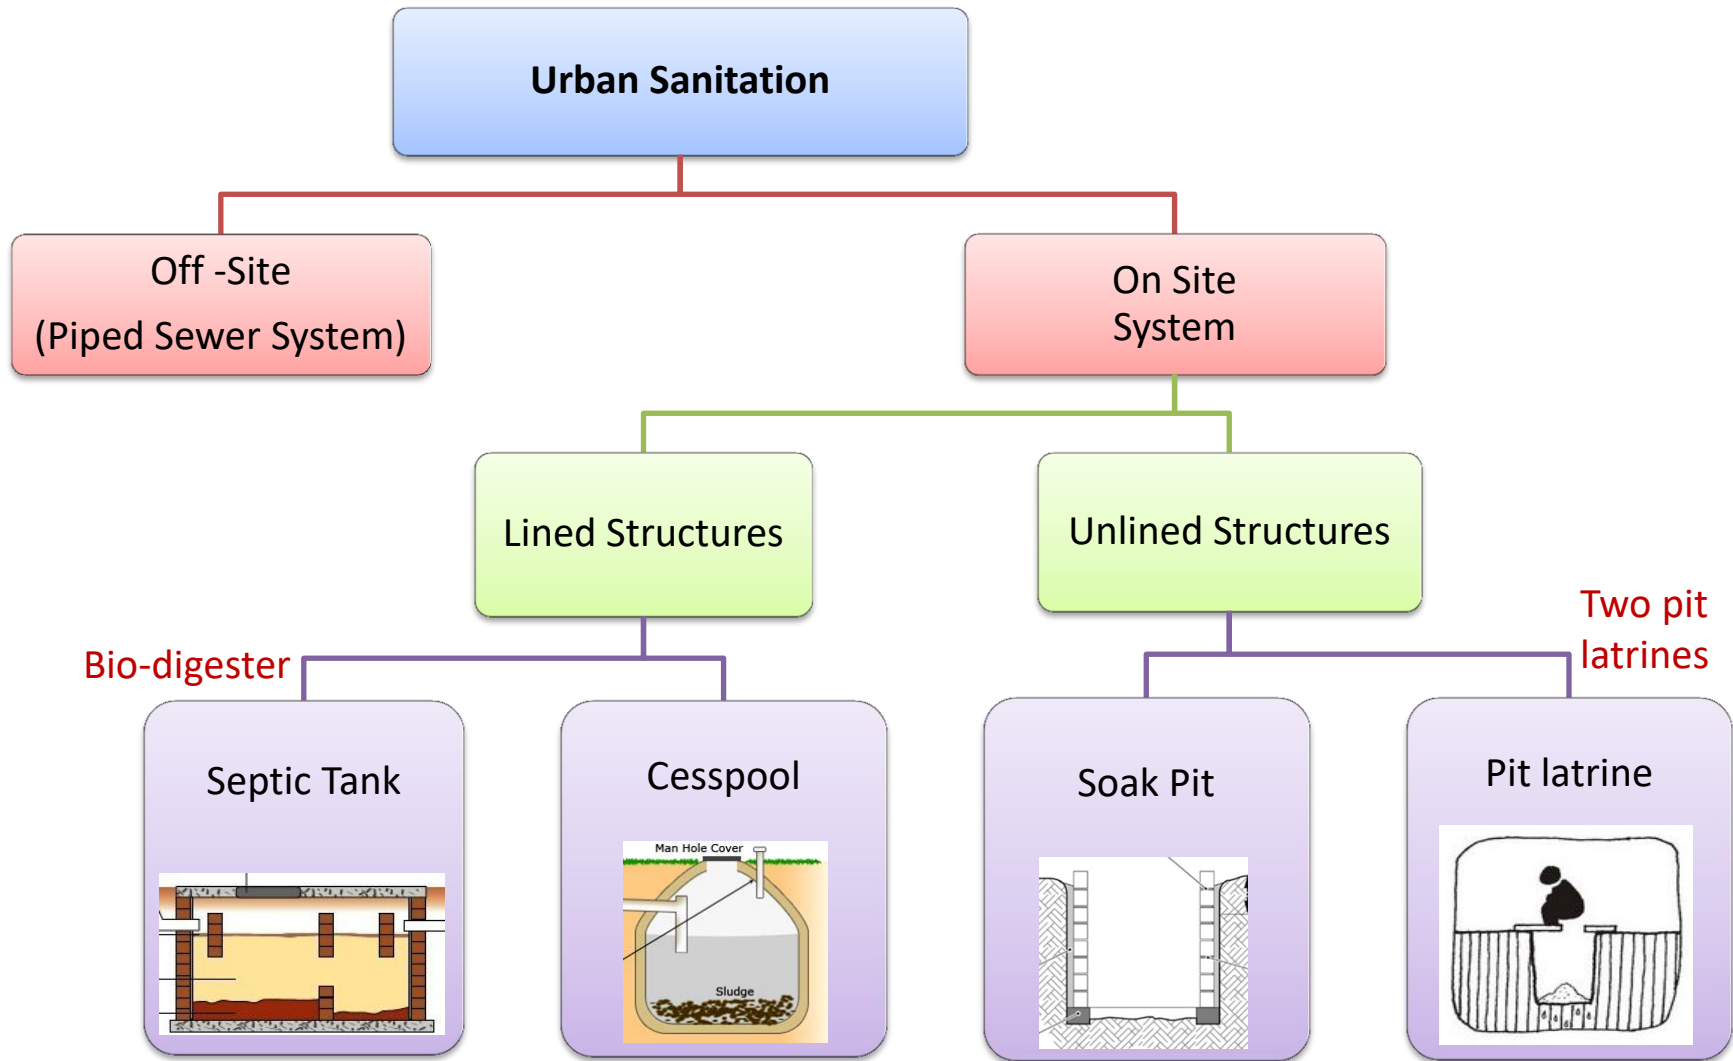 Urban Sanitation
Off -Site
(Piped Sewer System)
On Site
System
Lined Structures
Unlined Structures
Bio-digester
Two pit
latrines
Septic Tank
Cesspool
Soak Pit
Pit latrine
Man Hole Cover
Sludge